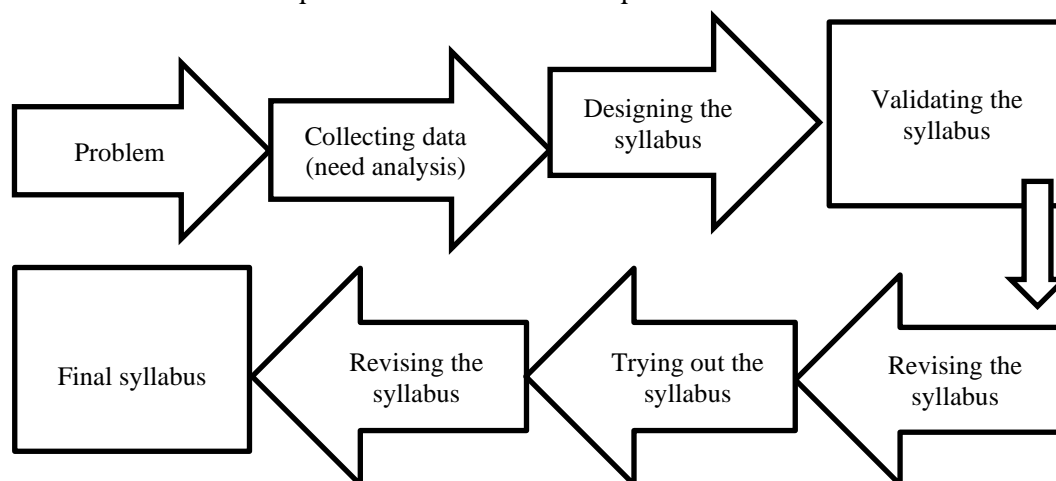 Problem
Collecting data
(need analysis)
Designing the
syllabus
Validating the
syllabus
Revising the
syllabus
Trying out the
syllabus
Revising the
syllabus
Final syllabus